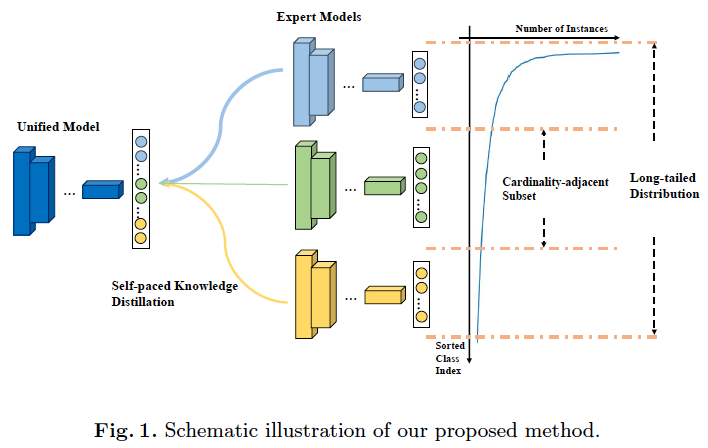 Expert Models
Number of Instances
Unified Model
...
...
...
...
Cardinality-adjacent
Subset
Long-tailed
Distribution
Self-paced Knowledge
Distillation
Sorted
Class
Index
Fig. 1. Schematic illustration of our proposed method.